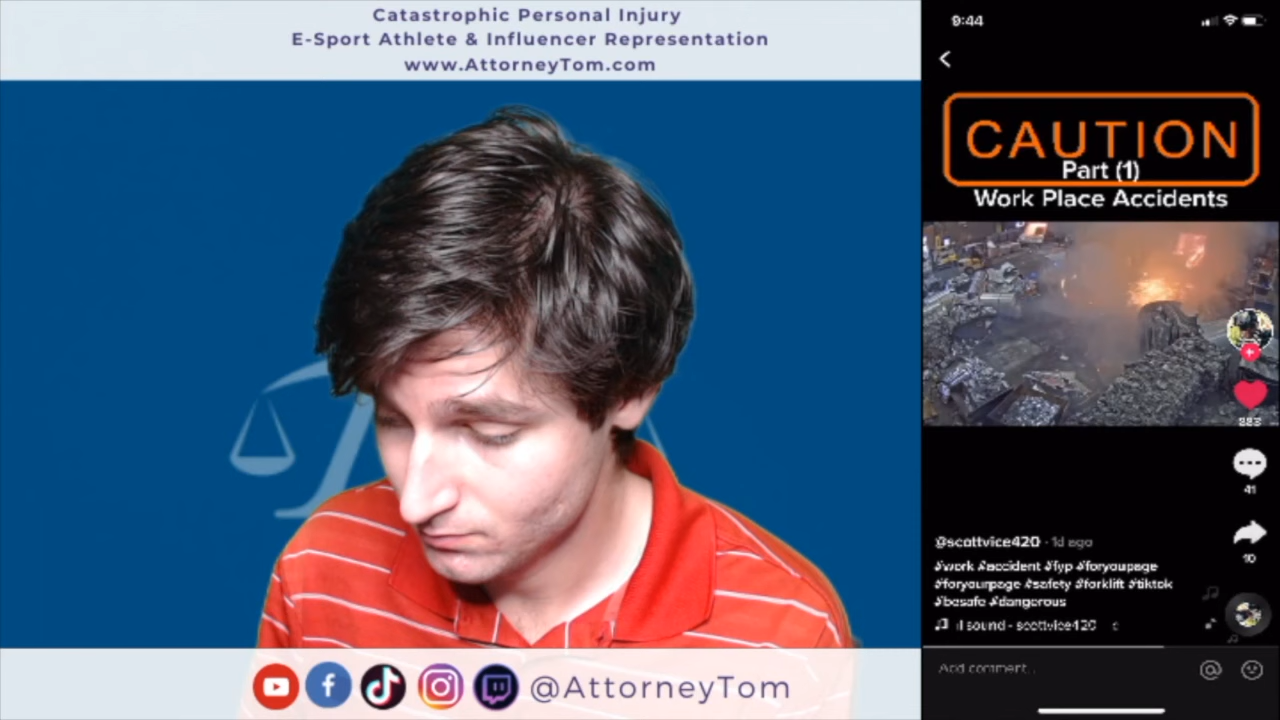 Catastrophic Personal Injury
E-Sport Athlete & Influencer Representation
www.AttorneyTom.com
@AttorneyTom
9:44
CAUTION
Part (1)
Work Place Accidents
41
10
@scottvice420 · 1d ago
#work #accident #fyp #foryoupage
#foryourpage #safety #forklift #tiktok
#besafe #dangerous
l sound - scottvice420
Add comment...